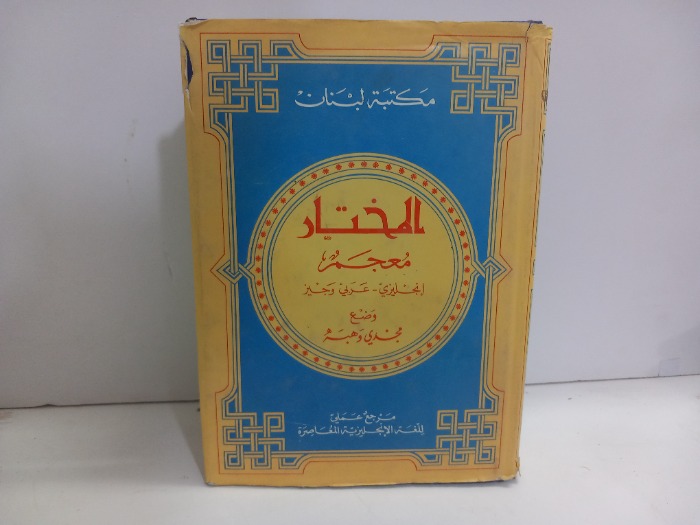 مكتبة لبنان
المختار
معجم
إنجليزي - عربي وجيز
وضع
مجدي وهبه
مرجع عملي
للغة الإنجليزية المعاصرة